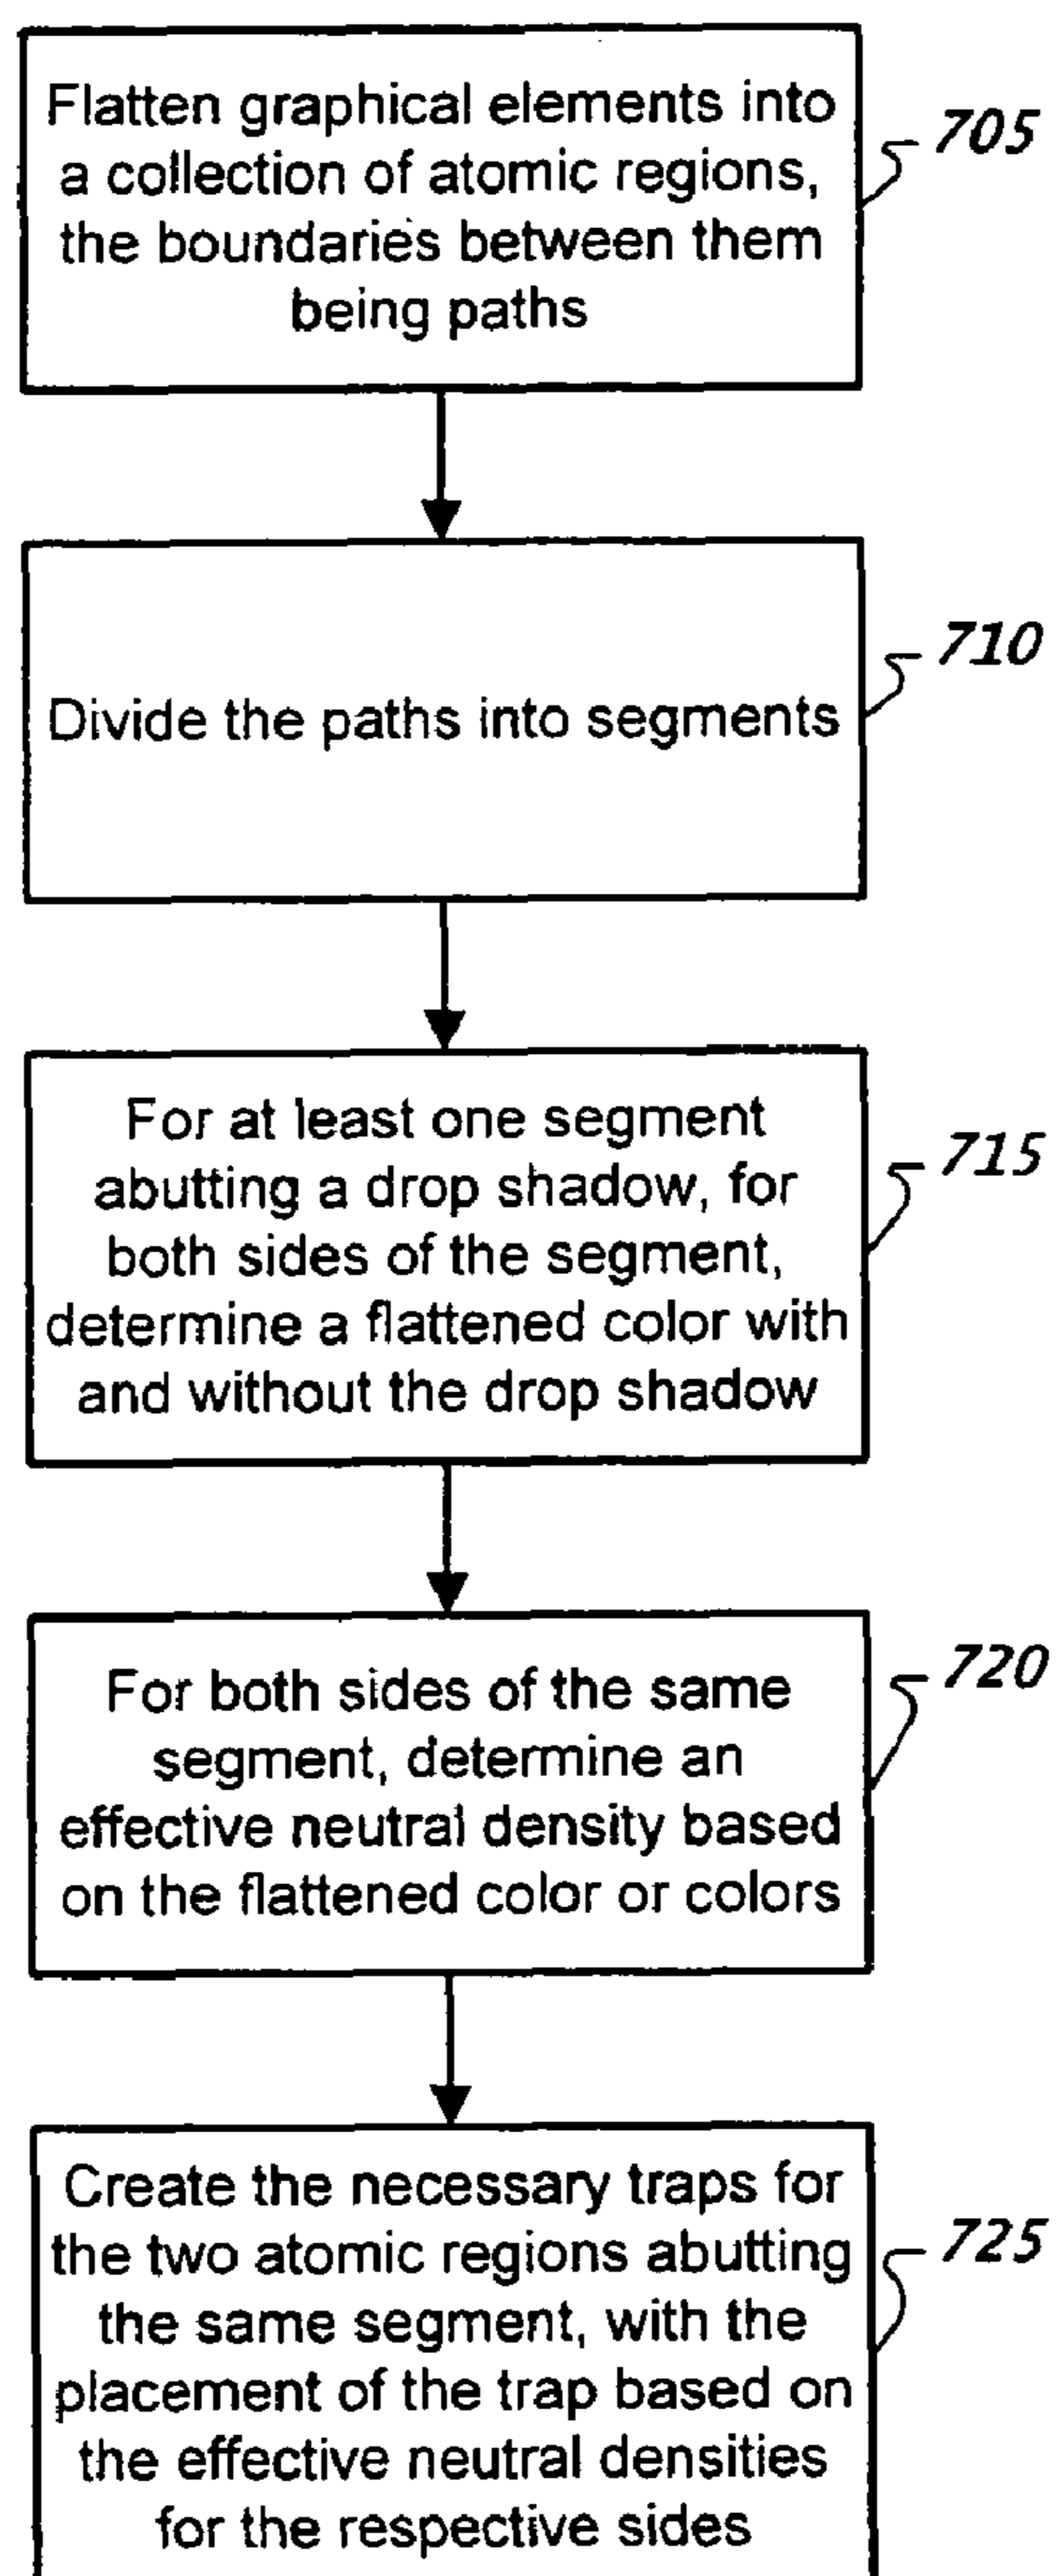 Flatten graphical elements into
a collection of atomic regions,
the boundaries between them
being paths
705
Divide the paths into segments
710
For at least one segment
abutting a drop shadow, for
both sides of the segment,
determine a flattened color with
and without the drop shadow
715
For both sides of the same
segment, determine an
effective neutral density based
on the flattened color or colors
720
Create the necessary traps for
the two atomic regions abutting
the same segment, with the
placement of the trap based on
the effective neutral densities
for the respective sides
725